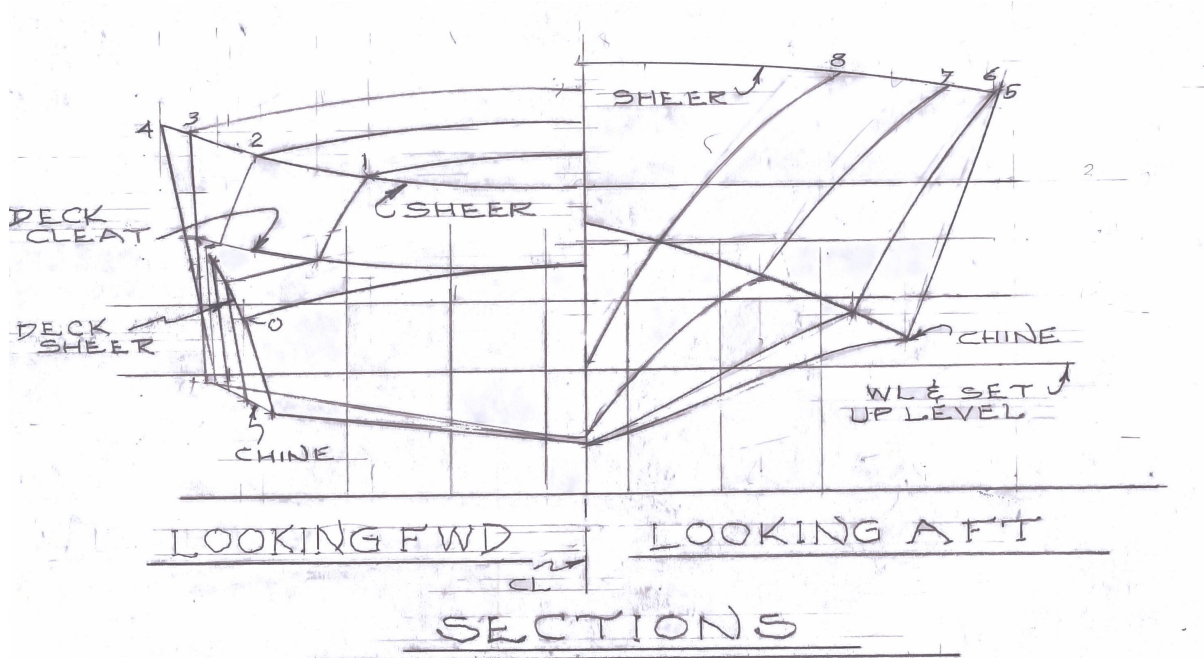 8
7
6
5
SHEER
4
3
2
1
SHEER
DECK
CLEAT
DECK
SHEER
O
CHINE
CHINE
WL & SET
UP LEVEL
LOOKING FWD
LOOKING AFT
CL
SECTIONS